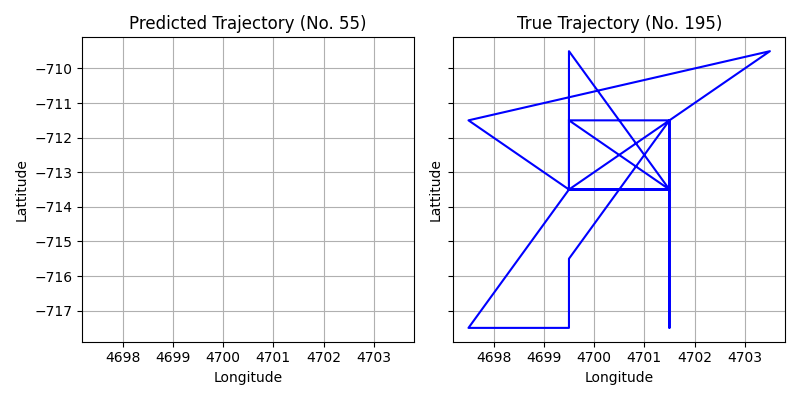 Predicted Trajectory (No. 55)
True Trajectory (No. 195)
Lattitude
−710
−711
−712
−713
−714
−715
−716
−717
4698 4699 4700 4701 4702 4703
Longitude
Lattitude
4698 4699 4700 4701 4702 4703
Longitude